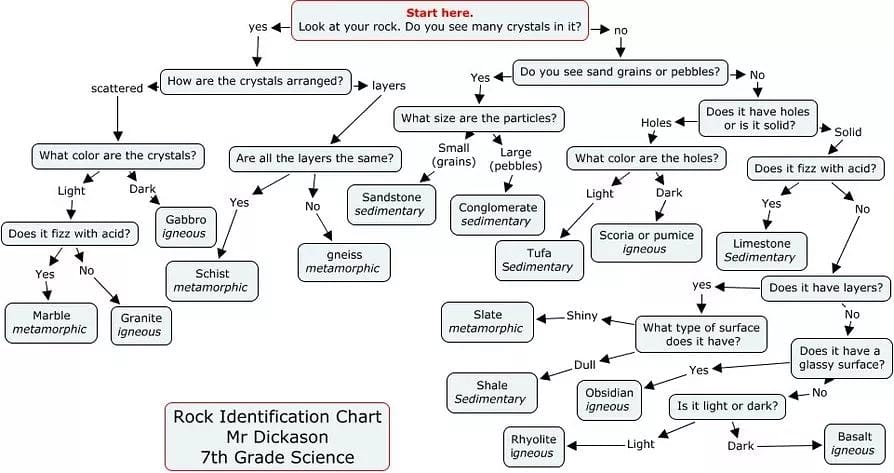 Start here.
Look at your rock. Do you see many crystals in it?
yes
no
How are the crystals arranged?
scattered
layers
Do you see sand grains or pebbles?
Yes
No
What size are the particles?
Does it have holes
or is it solid?
Holes
Solid
What color are the crystals?
Are all the layers the same?
Small
(grains)
Large
(pebbles)
What color are the holes?
Does it fizz with acid?
Light
Dark
Yes
No
Sandstone
sedimentary
Conglomerate
sedimentary
Light
Dark
Yes
No
Does it fizz with acid?
Gabbro
igneous
Schist
metamorphic
gneiss
metamorphic
Tufa
Sedimentary
Scoria or pumice
igneous
Limestone
Sedimentary
Yes
No
Marble
metamorphic
Granite
igneous
Does it have layers?
yes
No
What type of surface
does it have?
Shiny
Slate
metamorphic
Dull
Shale
Sedimentary
Does it have a
glassy surface?
Yes
No
Obsidian
igneous
Is it light or dark?
Light
Dark
Rhyolite
igneous
Basalt
igneous
Rock Identification Chart
Mr Dickason
7th Grade Science